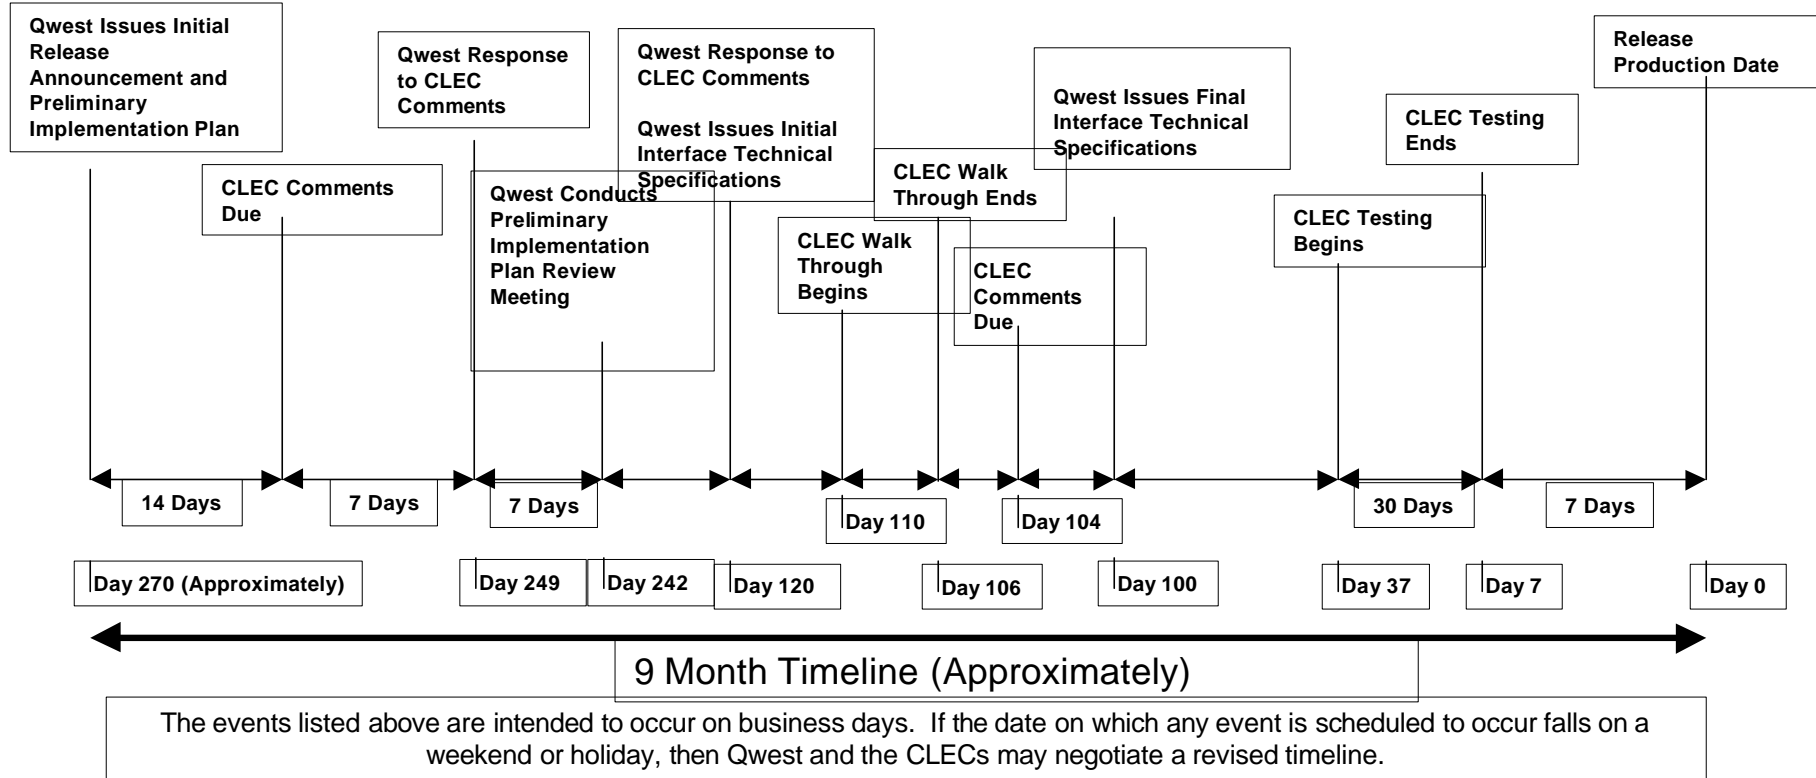 Qwest Issues Initial
Release
Announcement and
Preliminary
Implementation Plan
CLEC Comments
Due
Qwest Response
to CLEC
Comments
Qwest Conducts
Preliminary
Implementation
Plan Review
Meeting
Qwest Response to
CLEC Comments
Qwest Issues Initial
Interface Technical
Specifications
CLEC Walk
Through
Begins
CLEC Walk
Through Ends
CLEC
Comments
Due
Qwest Issues Final
Interface Technical
Specifications
CLEC Testing
Begins
CLEC Testing
Ends
Release
Production Date
14 Days
7 Days
7 Days
Day 110
Day 104
30 Days
7 Days
Day 270 (Approximately)
Day 249
Day 242
Day 120
Day 106
Day 100
Day 37
Day 7
Day 0
9 Month Timeline (Approximately)
The events listed above are intended to occur on business days.  If the date on which any event is scheduled to occur falls on a
weekend or holiday, then Qwest and the CLECs may negotiate a revised timeline.